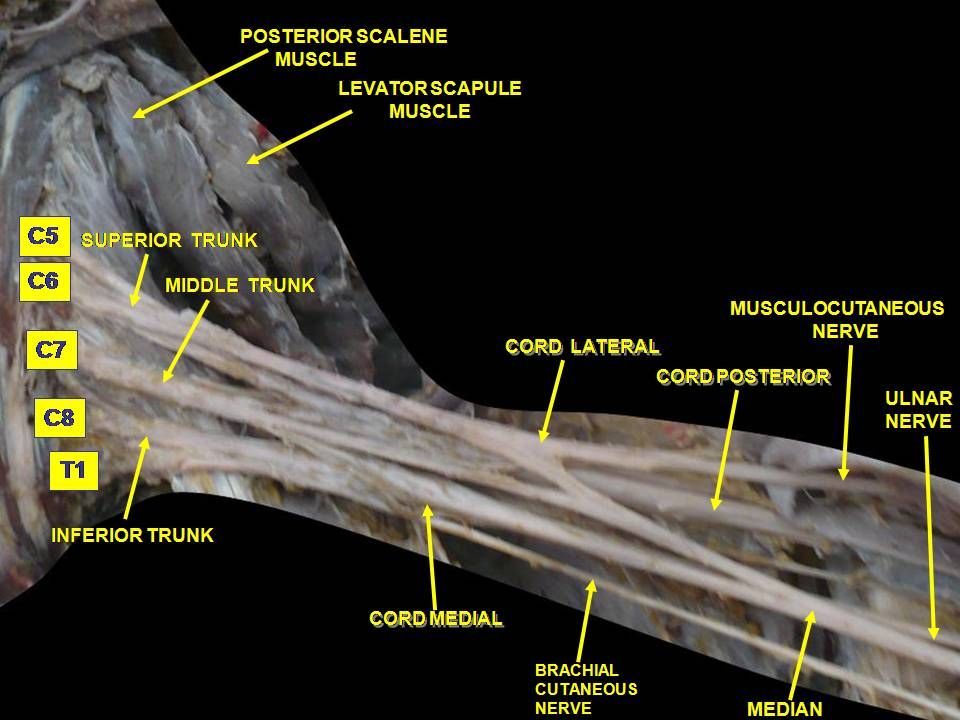 POSTERIOR SCALENE
MUSCLE
LEVATOR SCAPULE
MUSCLE
C5
SUPERIOR TRUNK
C6
MIDDLE TRUNK
MUSCULOCUTANEOUS
NERVE
C7
CORD LATERAL
CORD POSTERIOR
ULNAR
NERVE
C8
T1
INFERIOR TRUNK
CORD MEDIAL
BRACHIAL
CUTANEOUS
NERVE
MEDIAN